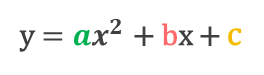 y = ax² + bx + c